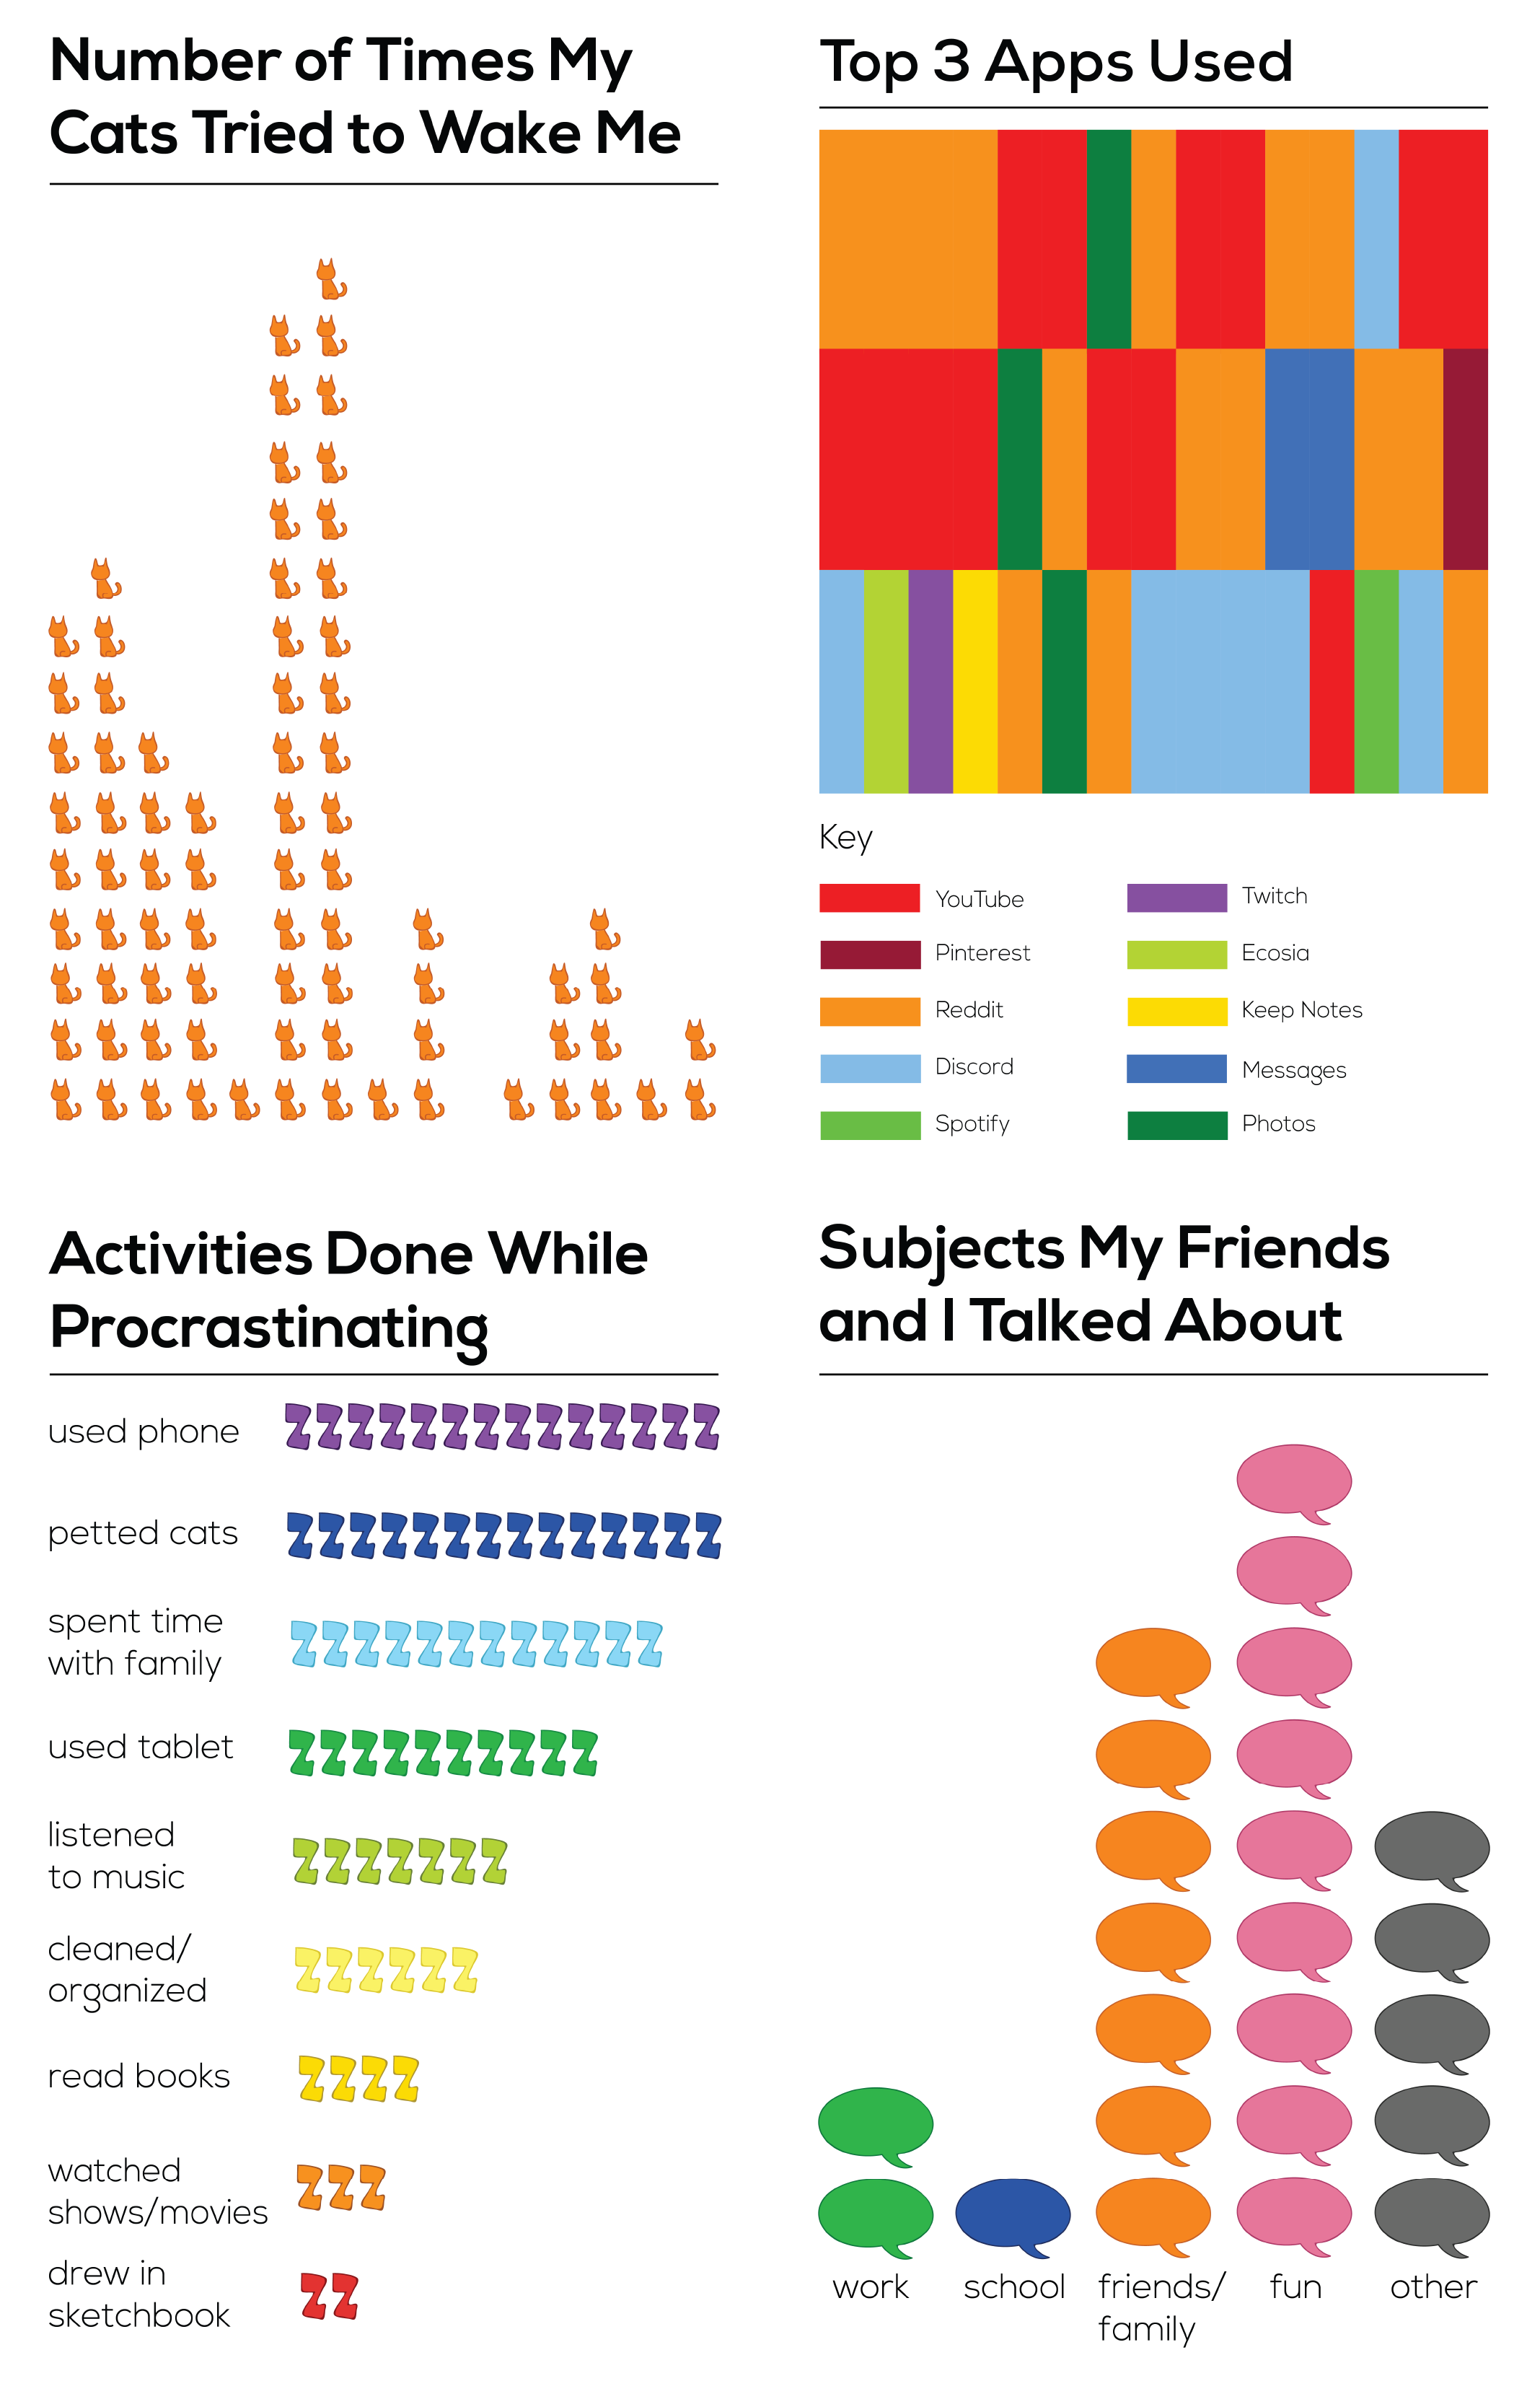 Number of Times My
Cats Tried to Wake Me
Top 3 Apps Used
Key
YouTube
Pinterest
Reddit
Discord
Spotify
Twitch
Ecosia
Keep Notes
Messages
Photos
Activities Done While
Procrastinating
used phone
petted cats
spent time
with family
used tablet
listened
to music
cleaned/
organized
read books
watched
shows/movies
drew in
sketchbook
Subjects My Friends
and I Talked About
work
school
friends/
family
fun
other